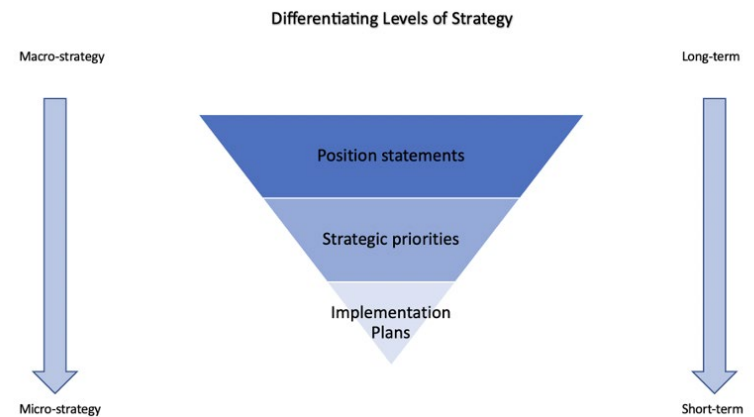 Differentiating Levels of Strategy
Macro-strategy
Long-term
Position statements
Strategic priorities
Implementation
Plans
Micro-strategy
Short-term